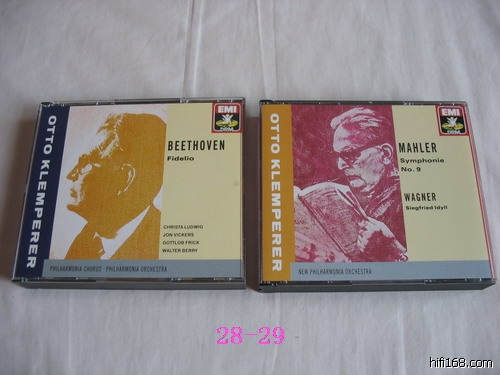 OTTO KLEMPERER
EMI
BEETHOVEN
Fidelio
CHRISTA LUDWIG
JON VICKERS
GOTTLOB FRICK
WALTER BERRY
PHILHARMONIA CHORUS · PHILHARMONIA ORCHESTRA
OTTO KLEMPERER
EMI
MAHLER
Symphonie
No. 9
WAGNER
Siegfried Idyll
NEW PHILHARMONIA ORCHESTRA
28-29
hifi168.com